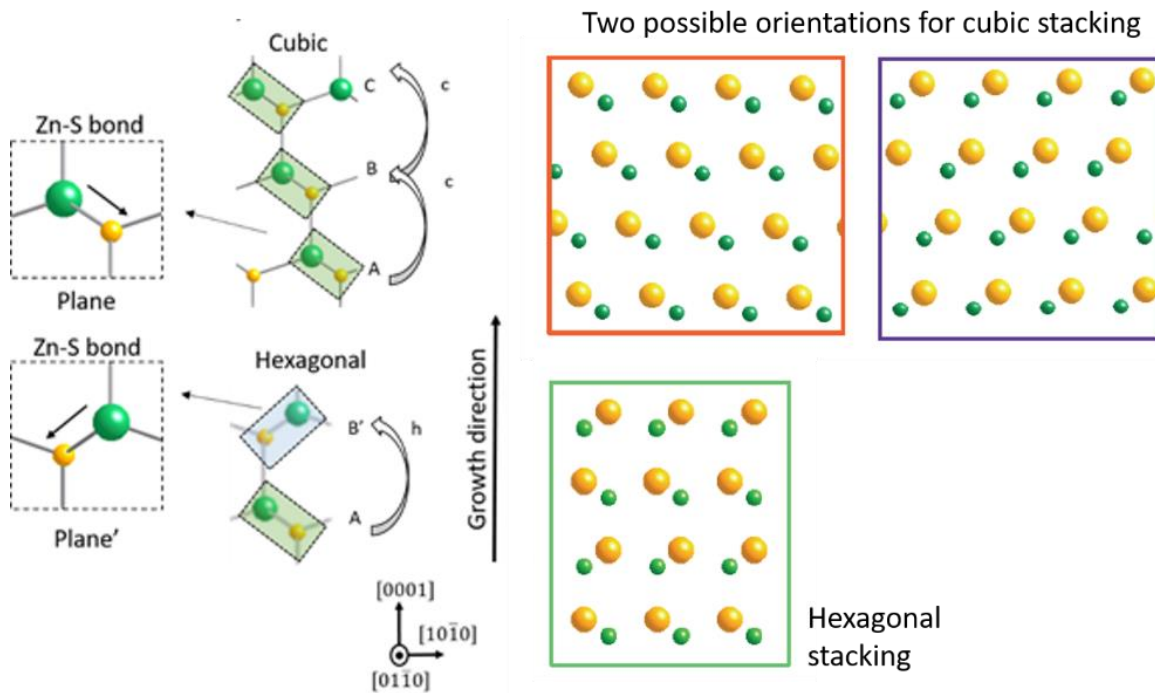 Two possible orientations for cubic stacking
Cubic
C
c
Zn-S bond
B
c
A
Plane
Zn-S bond
Hexagonal
B'
h
A
Plane'
Growth direction
[0001]
[101̅0]
[011̅0]
Hexagonal
stacking